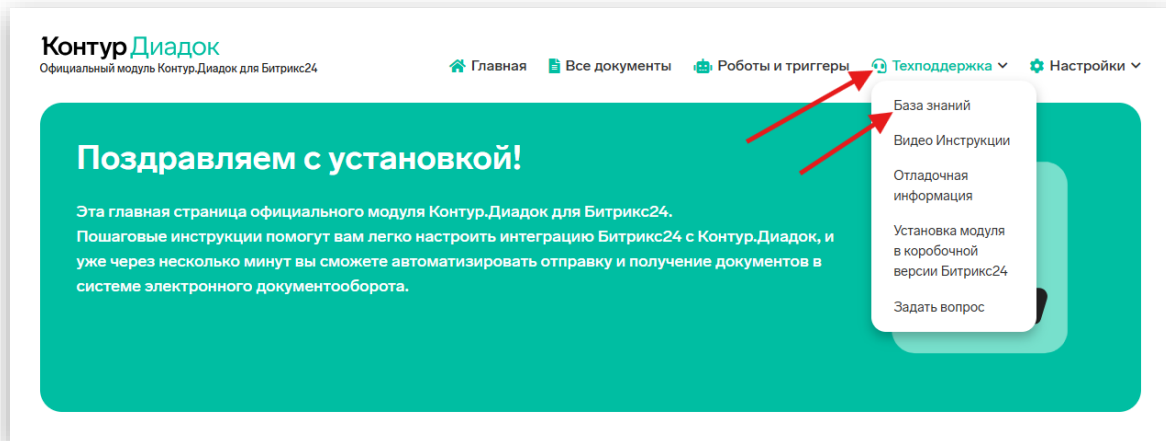 Контур Диадок
Официальный модуль Контур.Диадок для Битрикс24
Главная
Все документы
Роботы и триггеры
Техподдержка
Настройки
База знаний
Видео Инструкции
Отладочная
информация
Установка модуля
в коробочной
версии Битрикс24
Задать вопрос
Поздравляем с установкой!
Эта главная страница официального модуля Контур.Диадок для Битрикс24.
Пошаговые инструкции помогут вам легко настроить интеграцию Битрикс24 с Контур.Диадок, и
уже через несколько минут вы сможете автоматизировать отправку и получение документов в
системе электронного документооборота.